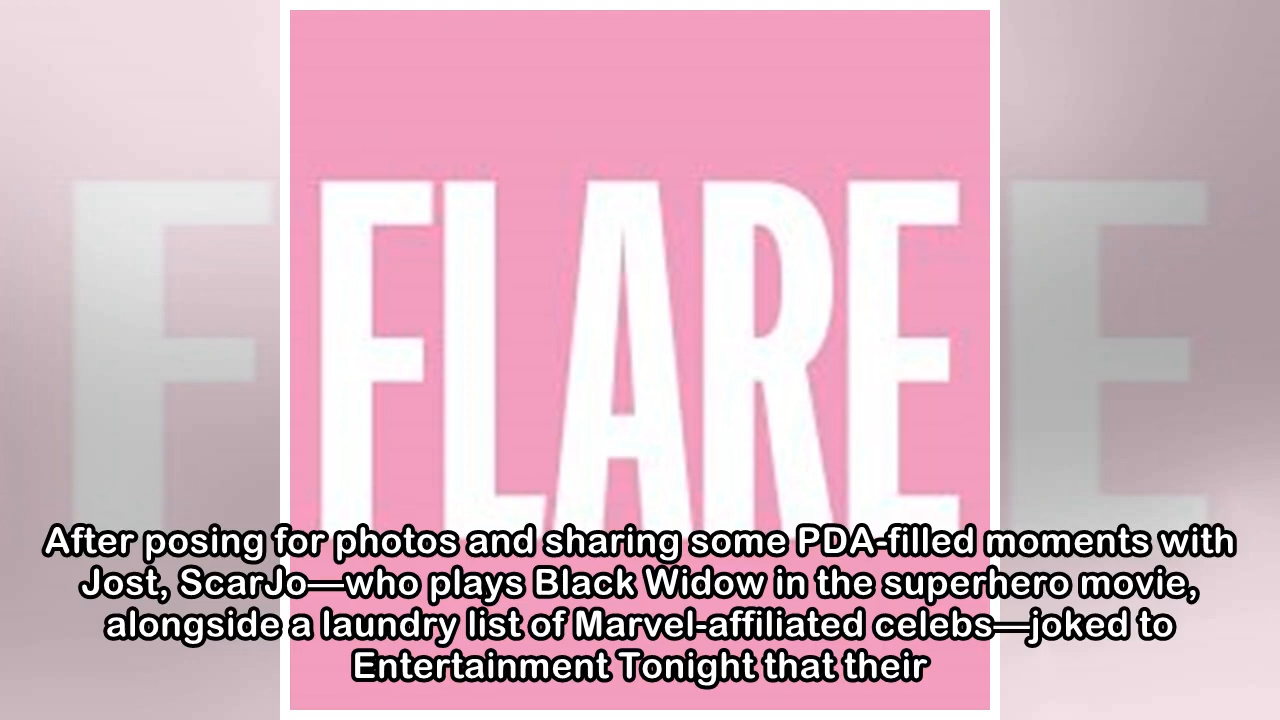 FLARE
After posing for photos and sharing some PDA-filled moments with
Jost, ScarJo—who plays Black Widow in the superhero movie,
alongside a laundry list of Marvel-affiliated celebs—joked to
Entertainment Tonight that their